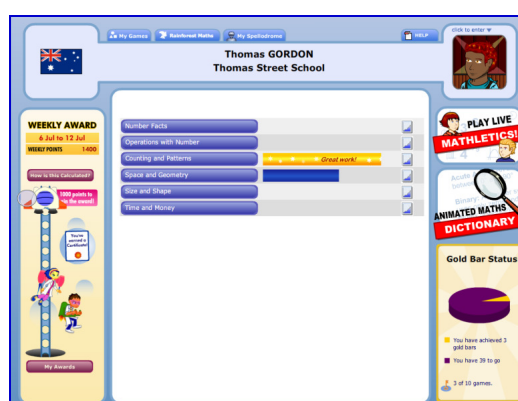 My Games
Rainforest Maths
My Spellodrome
HELP
click to enter
Thomas GORDON
Thomas Street School
WEEKLY AWARD
6 Jul to 12 Jul
WEEKLY POINTS 1400
How is this Calculated?
1000 points to
win the award!
You've
earned a
Certificate!
My Awards
Number Facts
Operations with Number
Counting and Patterns
Great work!
Space and Geometry
Size and Shape
Time and Money
PLAY LIVE
MATHLETICS!
ANIMATED MATHS
DICTIONARY
Gold Bar Status
You have achieved 3
gold bars
You have 39 to go
3 of 10 games.